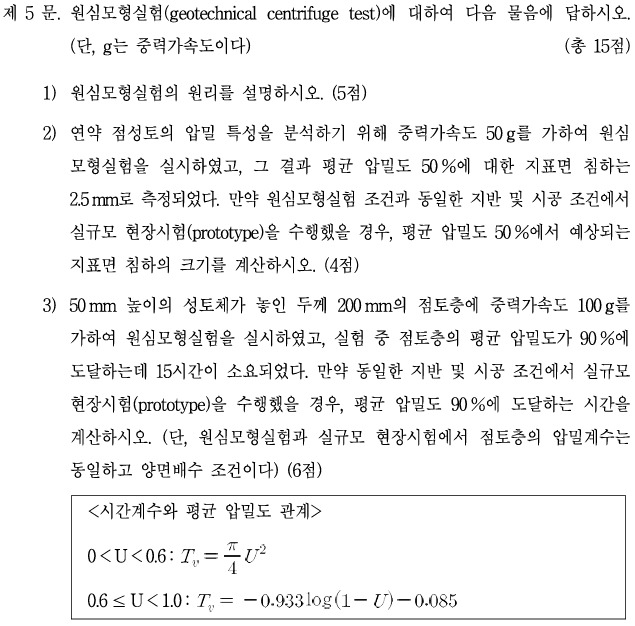 제 5 문. 원심모형실험(geotechnical centrifuge test)에 대하여 다음 물음에 답하시오.
(단, g는 중력가속도이다) (총 15점)
1) 원심모형실험의 원리를 설명하시오. (5점)
2) 연약 점성토의 압밀 특성을 분석하기 위해 중력가속도 50 g를 가하여 원심
모형실험을 실시하였고, 그 결과 평균 압밀도 50 %에 대한 지표면 침하는
2.5 mm로 측정되었다. 만약 원심모형실험 조건과 동일한 지반 및 시공 조건에서
실규모 현장시험(prototype)을 수행했을 경우, 평균 압밀도 50 %에서 예상되는
지표면 침하의 크기를 계산하시오. (4점)
3) 50 mm 높이의 성토체가 놓인 두께 200 mm의 점토층에 중력가속도 100 g를
가하여 원심모형실험을 실시하였고, 실험 중 점토층의 평균 압밀도가 90 %에
도달하는데 15시간이 소요되었다. 만약 동일한 지반 및 시공 조건에서 실규모
현장시험(prototype)을 수행했을 경우, 평균 압밀도 90 %에 도달하는 시간을
계산하시오. (단, 원심모형실험과 실규모 현장시험에서 점토층의 압밀계수는
동일하고 양면배수 조건이다) (6점)
<시간계수와 평균 압밀도 관계>
0 < U < 0.6 : T_v = π/4 U²
0.6 ≤ U < 1.0 : T_v = −0.933log(1−U)−0.085